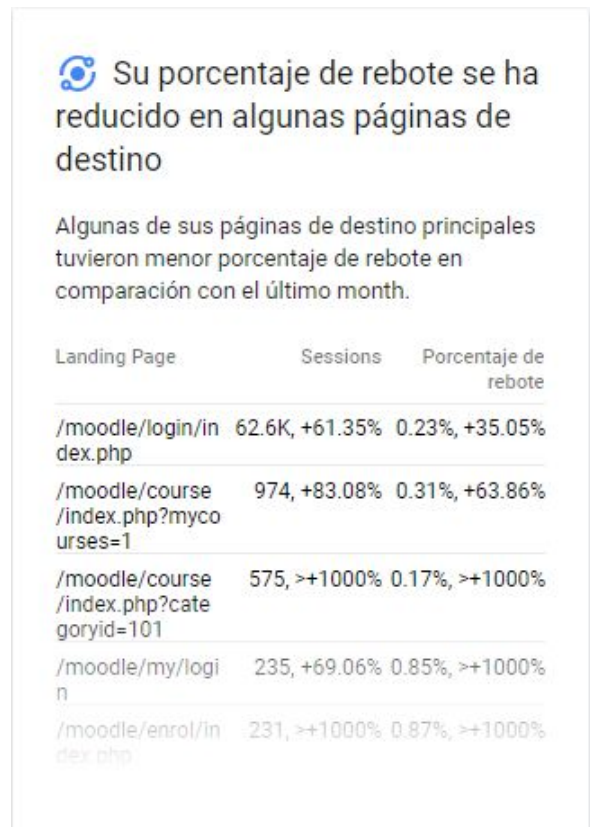 Su porcentaje de rebote se ha
reducido en algunas páginas de
destino
Algunas de sus páginas de destino principales
tuvieron menor porcentaje de rebote en
comparación con el último month.
Landing Page Sessions Porcentaje de
rebote
/moodle/login/in 62.6K, +61.35% 0.23%, +35.05%
dex.php
/moodle/course 974, +83.08% 0.31%, +63.86%
/index.php?myco
urses=1
/moodle/course 575, >+1000% 0.17%, >+1000%
/index.php?cate
goryid=101
/moodle/my/logi 235, +69.06% 0.85%, >+1000%
n
/moodle/enrol/in 231, >+1000% 0.87%, >+1000%
dex.php